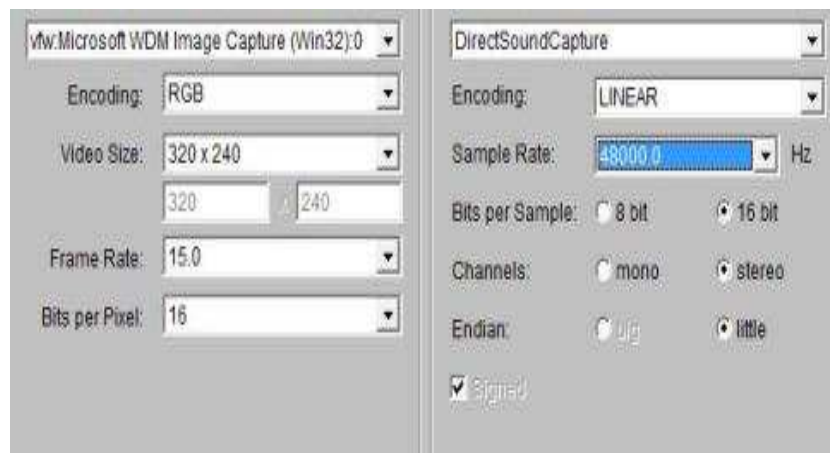 vfw:Microsoft WDM Image Capture (Win32):0
Encoding: RGB
Video Size: 320 x 240
320 240
Frame Rate: 15.0
Bits per Pixel: 16
DirectSoundCapture
Encoding: LINEAR
Sample Rate: 48000.0 Hz
Bits per Sample: 8 bit 16 bit
Channels: mono stereo
Endian: big little
Signed